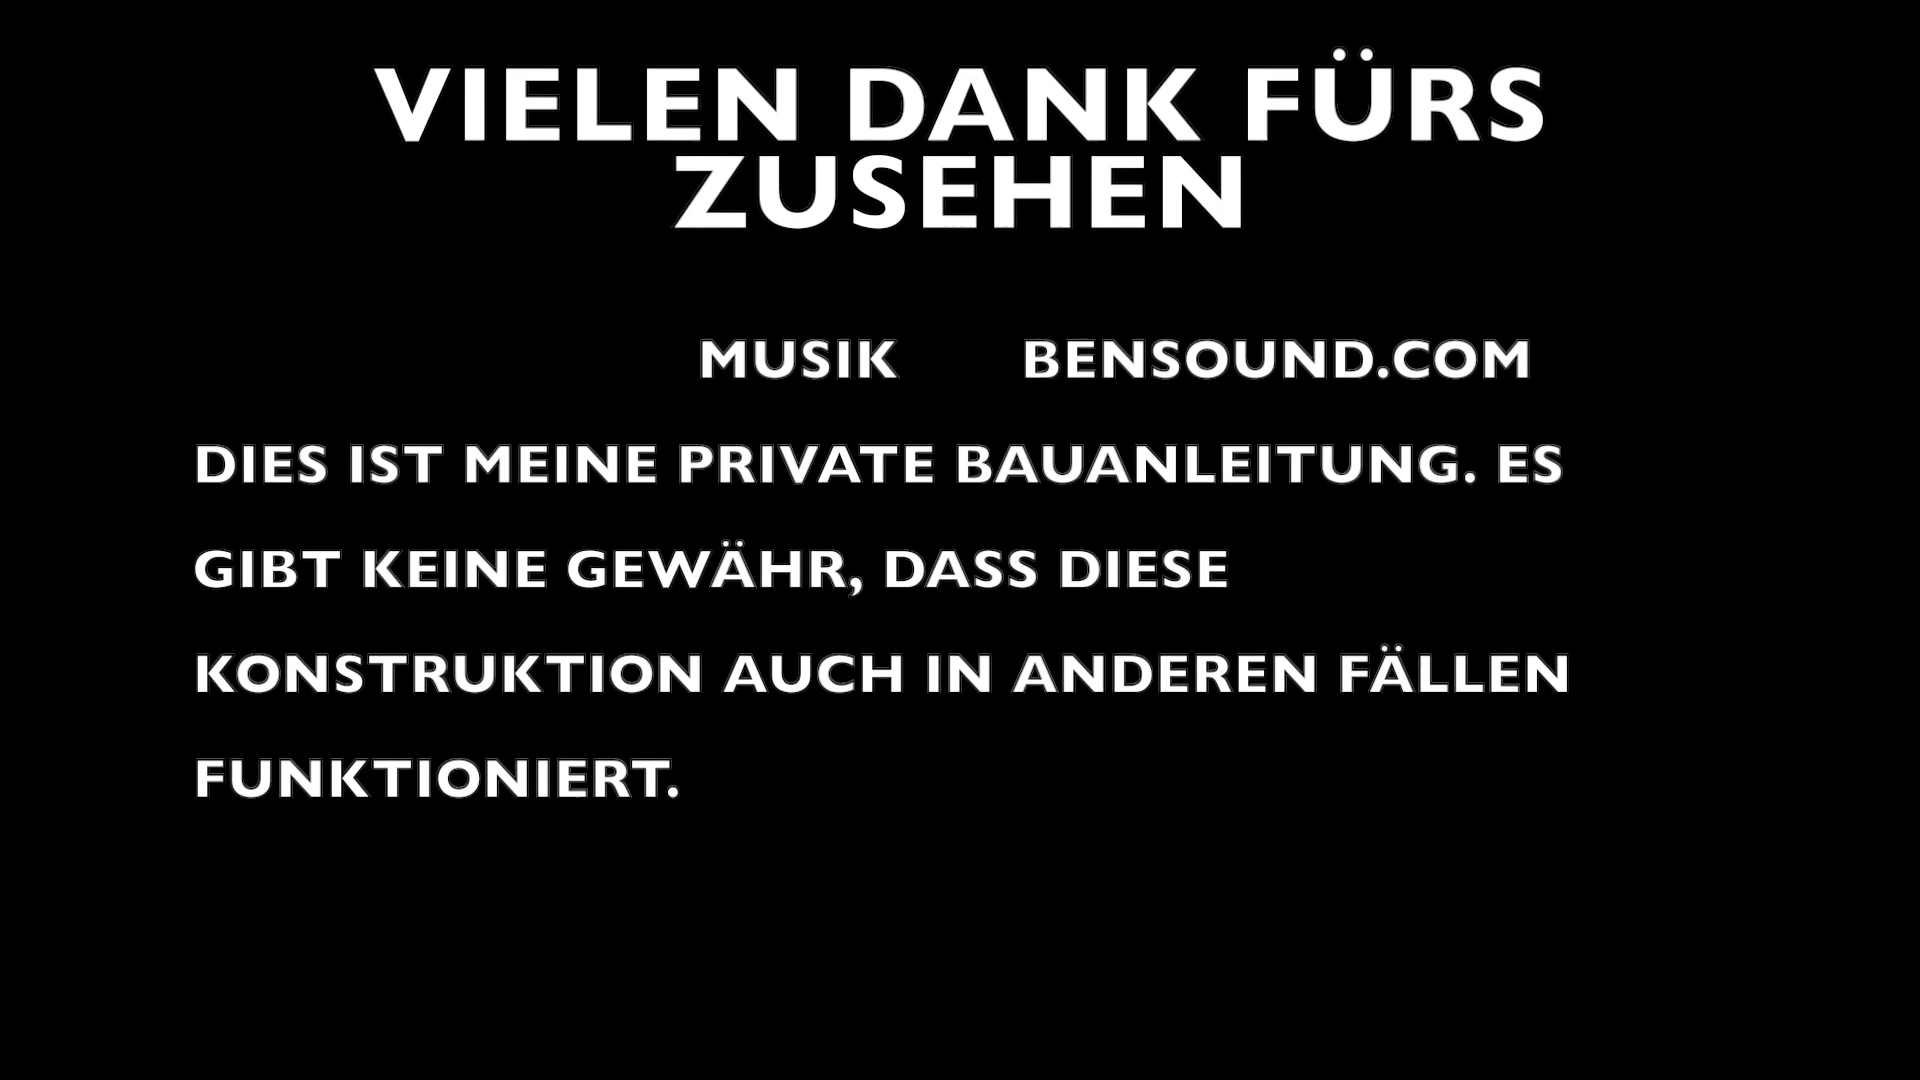 VIELEN DANK FÜRS
ZUSEHEN
MUSIK BENSOUND.COM
DIES IST MEINE PRIVATE BAUANLEITUNG. ES
GIBT KEINE GEWÄHR, DASS DIESE
KONSTRUKTION AUCH IN ANDEREN FÄLLEN
FUNKTIONIERT.